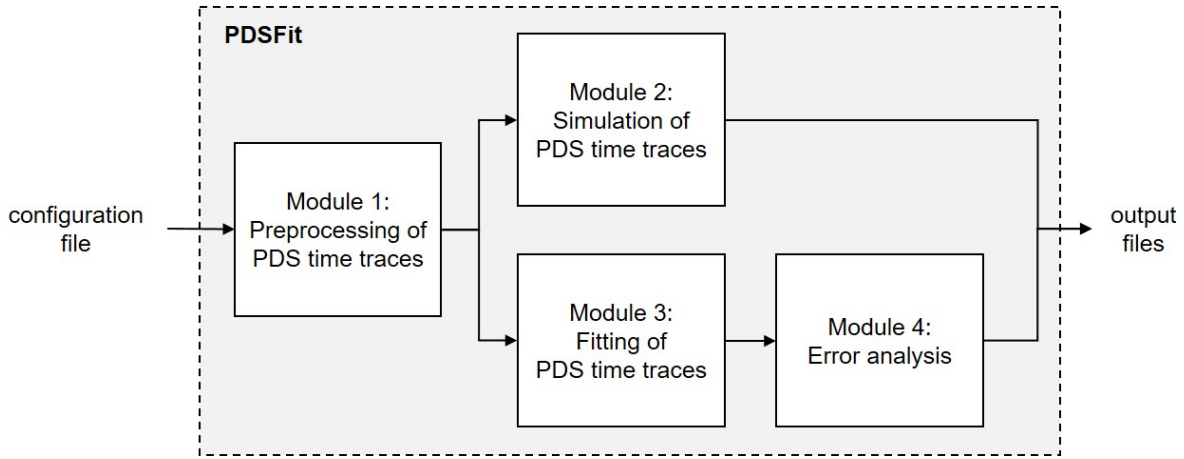 PDSFit
Module 2:
Simulation of
PDS time traces
Module 1:
Preprocessing of
PDS time traces
configuration
file
output
files
Module 3:
Fitting of
PDS time traces
Module 4:
Error analysis